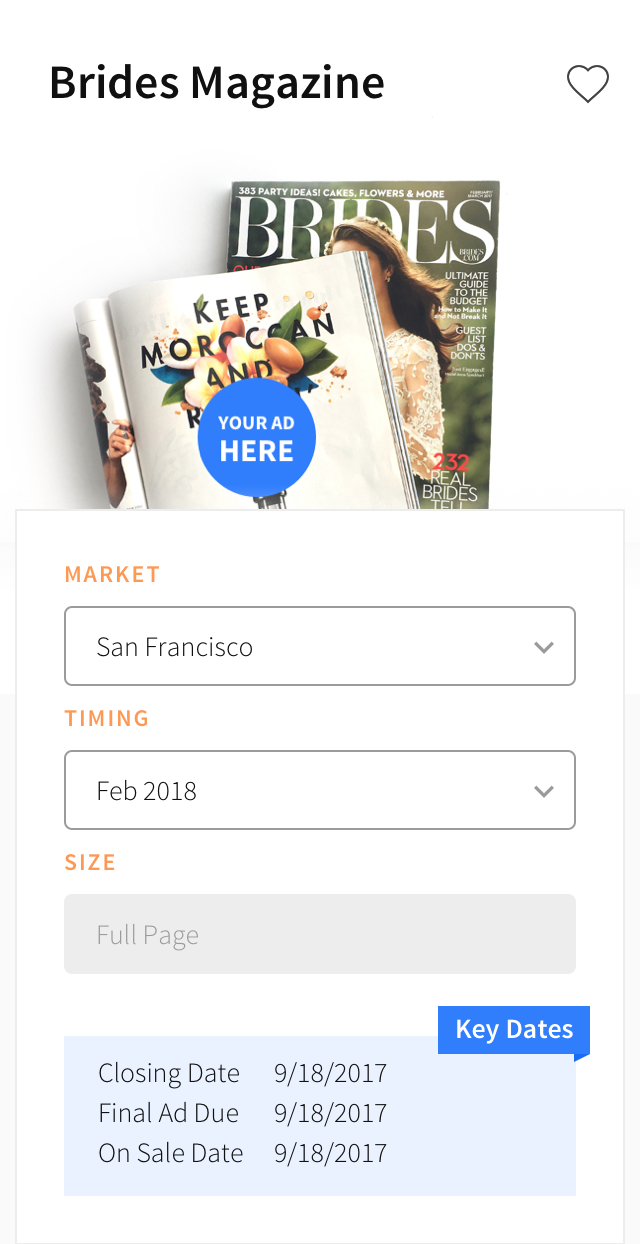 Brides Magazine
383 PARTY IDEAS! CAKES, FLOWERS & MORE
BRIDES
BRIDES
.COM
ULTIMATE
GUIDE
TO THE
BUDGET
How to Make It
and Not Break It
GUEST
LIST
DOS &
DON'TS
KEEP
MOROCCAN
AND
YOUR AD
HERE
232
REAL
BRIDES
TELL
MARKET
San Francisco
TIMING
Feb 2018
SIZE
Full Page
Key Dates
Closing Date 9/18/2017
Final Ad Due 9/18/2017
On Sale Date 9/18/2017